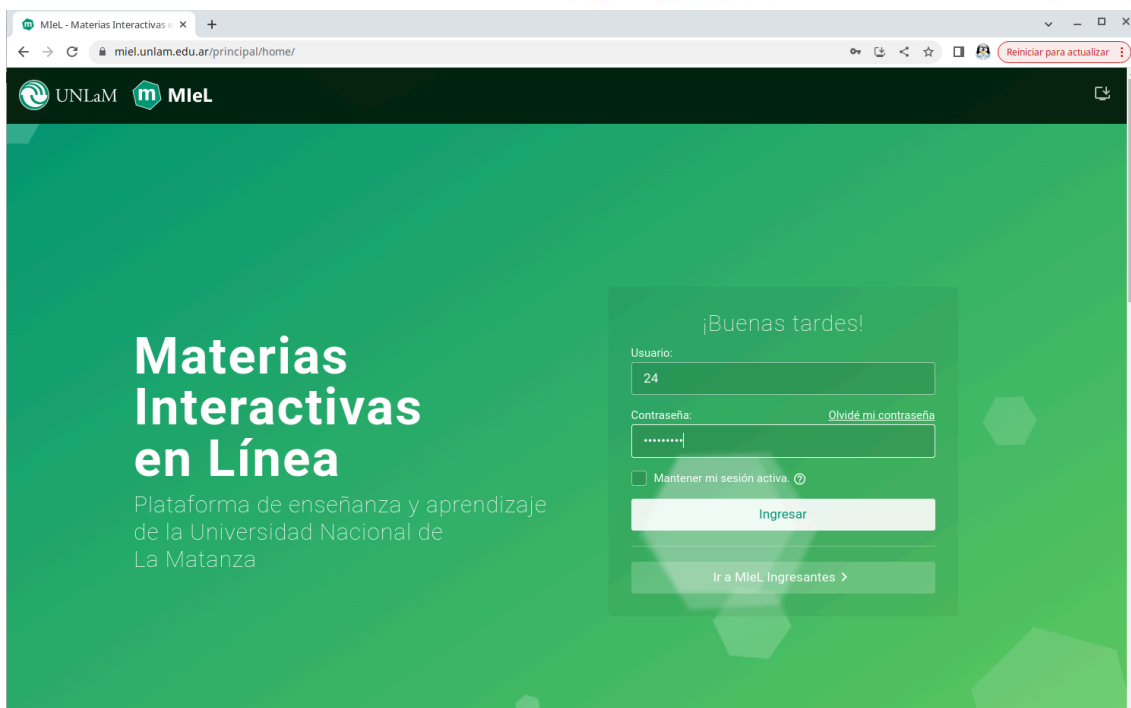 MIeL - Materias Interactivas e
miel.unlam.edu.ar/principal/home/
Reiniciar para actualizar
UNLaM
m
MIeL
¡Buenas tardes!
Usuario:
24
Contraseña:
Olvidé mi contraseña
•••••••••
Mantener mi sesión activa.
Ingresar
Ir a MIeL Ingresantes
Materias
Interactivas
en Línea
Plataforma de enseñanza y aprendizaje
de la Universidad Nacional de
La Matanza